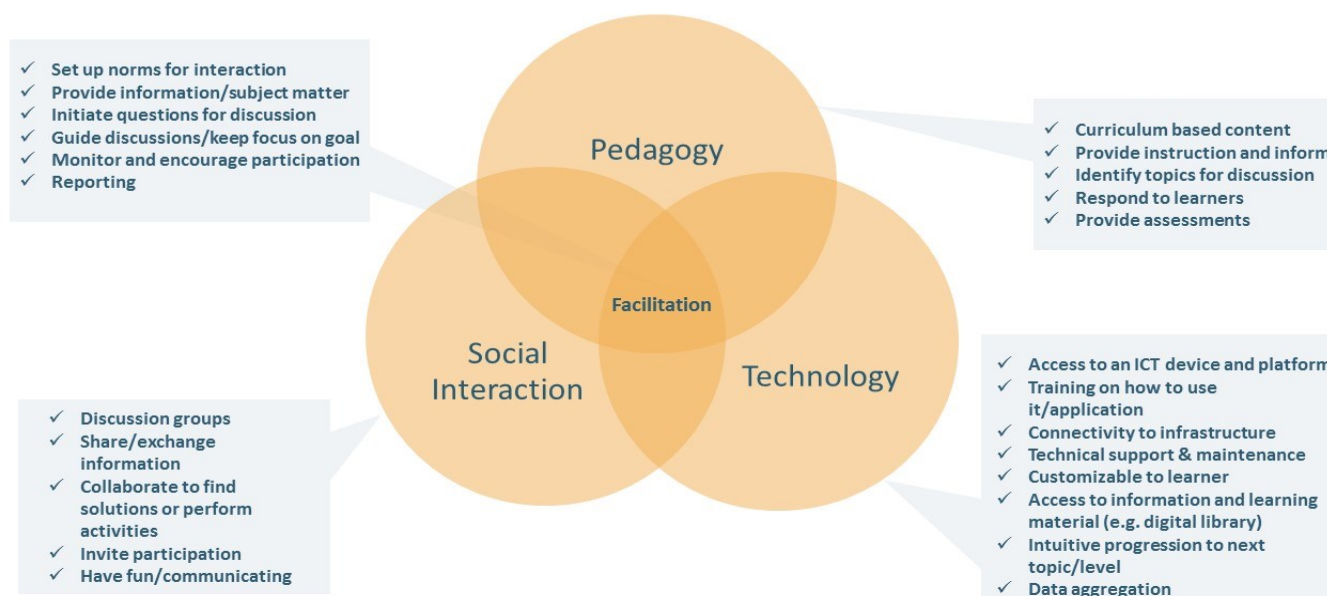 ✓ Set up norms for interaction
✓ Provide information/subject matter
✓ Initiate questions for discussion
✓ Guide discussions/keep focus on goal
✓ Monitor and encourage participation
✓ Reporting
Pedagogy
✓ Curriculum based content
✓ Provide instruction and inform
✓ Identify topics for discussion
✓ Respond to learners
✓ Provide assessments
Facilitation
Social
Interaction
Technology
✓ Discussion groups
✓ Share/exchange
information
✓ Collaborate to find
solutions or perform
activities
✓ Invite participation
✓ Have fun/communicating
✓ Access to an ICT device and platform
✓ Training on how to use
it/application
✓ Connectivity to infrastructure
✓ Technical support & maintenance
✓ Customizable to learner
✓ Access to information and learning
material (e.g. digital library)
✓ Intuitive progression to next
topic/level
✓ Data aggregation